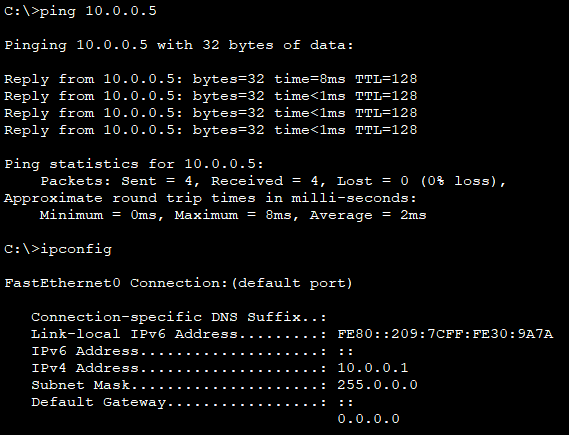 C:\>ping 10.0.0.5
Pinging 10.0.0.5 with 32 bytes of data:
Reply from 10.0.0.5: bytes=32 time=8ms TTL=128
Reply from 10.0.0.5: bytes=32 time<1ms TTL=128
Reply from 10.0.0.5: bytes=32 time<1ms TTL=128
Reply from 10.0.0.5: bytes=32 time<1ms TTL=128
Ping statistics for 10.0.0.5:
    Packets: Sent = 4, Received = 4, Lost = 0 (0% loss),
Approximate round trip times in milli-seconds:
    Minimum = 0ms, Maximum = 8ms, Average = 2ms
C:\>ipconfig
FastEthernet0 Connection:(default port)
   Connection-specific DNS Suffix..:
   Link-local IPv6 Address.........: FE80::209:7CFF:FE30:9A7A
   IPv6 Address....................: ::
   IPv4 Address....................: 10.0.0.1
   Subnet Mask.....................: 255.0.0.0
   Default Gateway.................: ::
                                     0.0.0.0